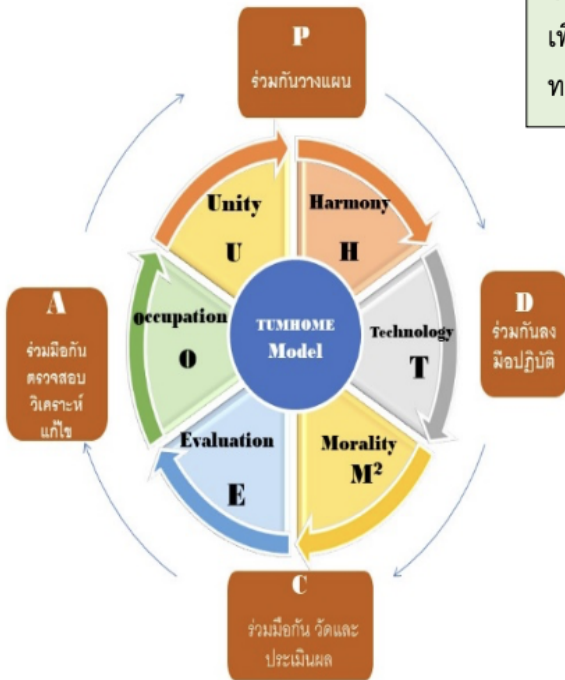 P
ร่วมกันวางแผน
Unity
U
Harmony
H
A
ร่วมมือกัน
ตรวจสอบ
วิเคราะห์
แก้ไข
Occupation
O
TUMHOME
Model
Technology
T
D
ร่วมกันลง
มือปฏิบัติ
Evaluation
E
Morality
M²
C
ร่วมมือกัน วัดและ
ประเมินผล